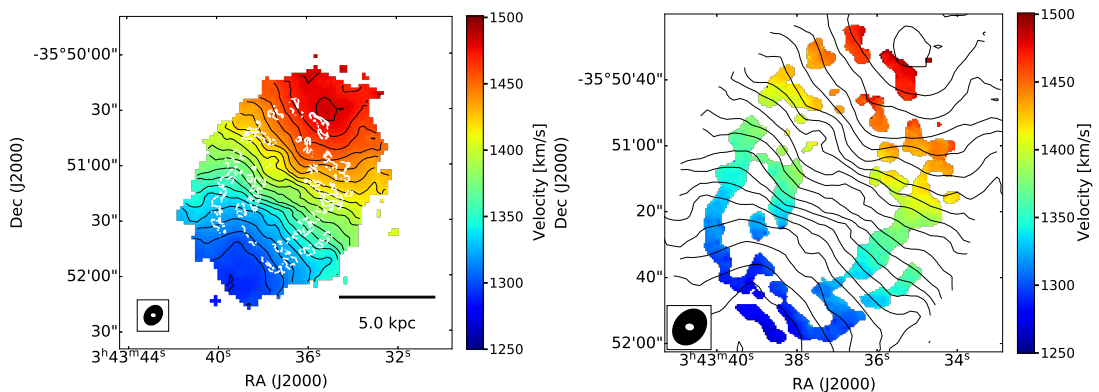 -35°50'00"
30"
51°00'
30"
52°00'
30"
Dec (J2000)
3ʰ43ᵐ44ˢ
40ˢ
36ˢ
32ˢ
RA (J2000)
5.0 kpc
1500
1450
1400
1350
1300
1250
Velocity [km/s]
-35°50'40"
51'00"
20"
40"
52'00"
Dec (J2000)
3ʰ43ᵐ40ˢ
38ˢ
36ˢ
34ˢ
RA (J2000)
1500
1450
1400
1350
1300
1250
Velocity [km/s]